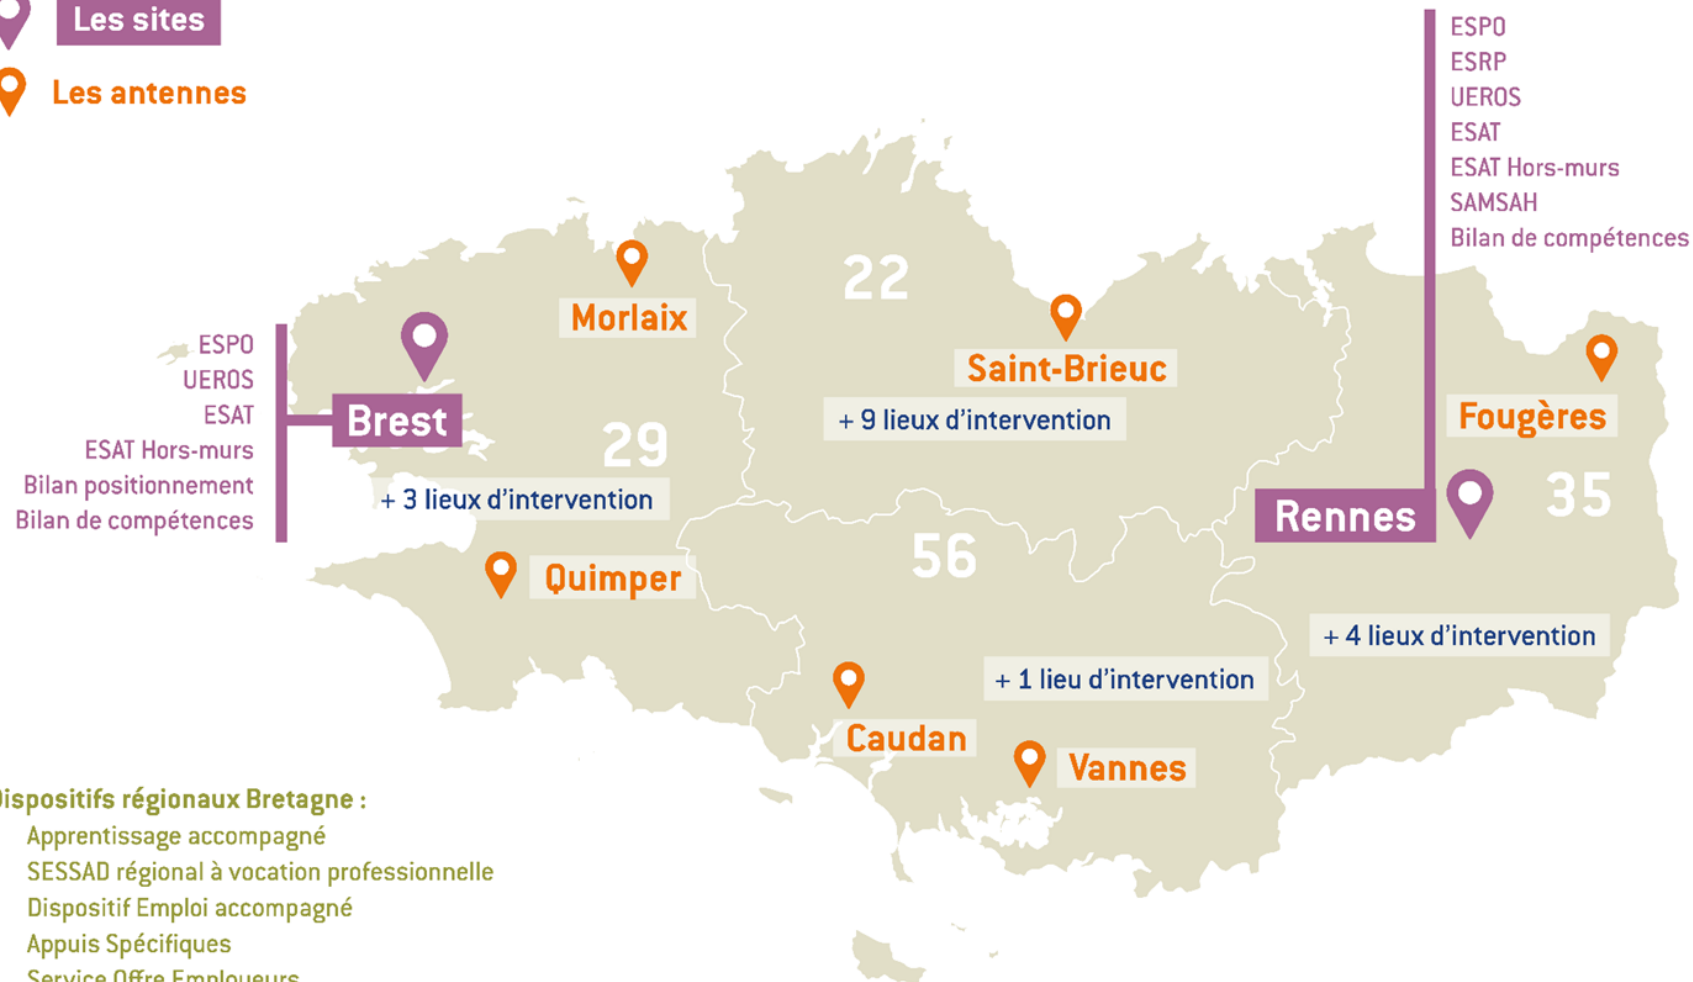 Les sites
Les antennes
ESPO
ESRP
UEROS
ESAT
ESAT Hors-murs
SAMSAH
Bilan de compétences
22
Morlaix
Saint-Brieuc
+ 9 lieux d'intervention
Fougères
ESPO
UEROS
ESAT
ESAT Hors-murs
Bilan positionnement
Bilan de compétences
Brest
29
+ 3 lieux d'intervention
Rennes
35
56
Quimper
+ 4 lieux d'intervention
+ 1 lieu d'intervention
Caudan
Vannes
Dispositifs régionaux Bretagne :
Apprentissage accompagné
SESSAD régional à vocation professionnelle
Dispositif Emploi accompagné
Appuis Spécifiques
Service Offre Employeurs